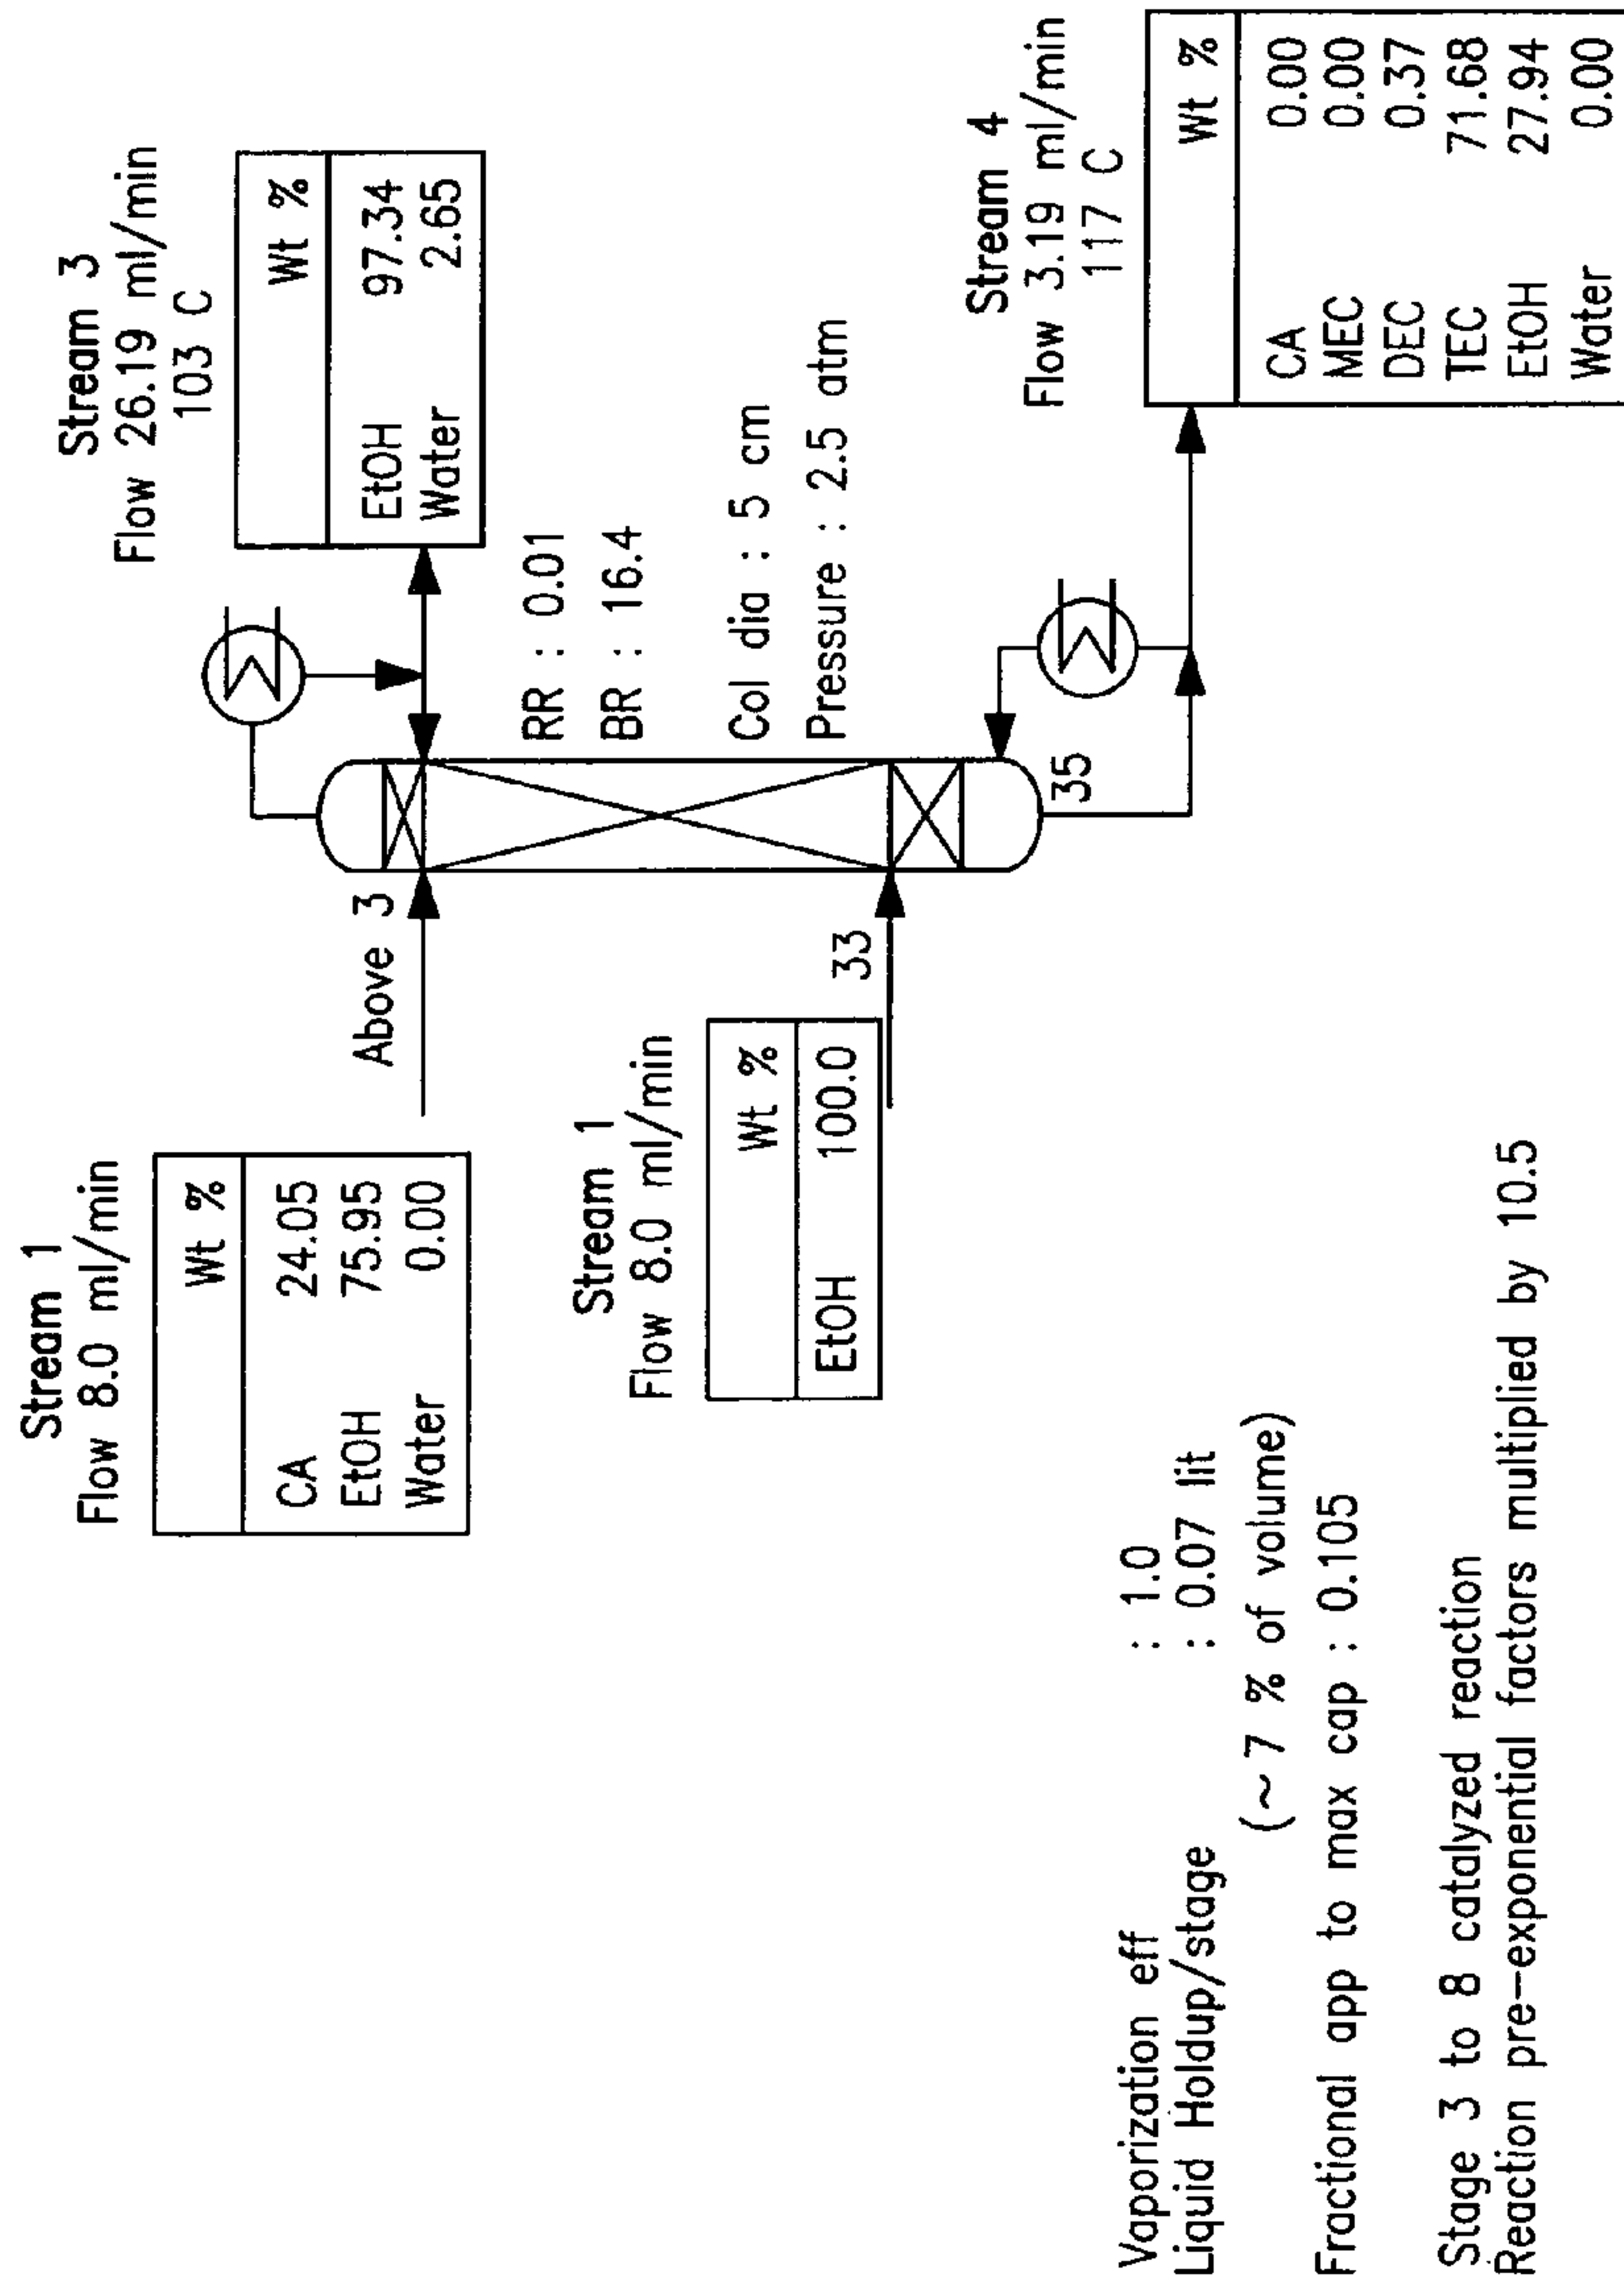 Stream 1
Flow 8.0 ml/min
Wt %
CA 24.05
EtOH 75.95
Water 0.00
Above 3
Stream 3
Flow 26.19 ml/min
103 C
Wt %
EtOH 97.34
Water 2.65
RR : 0.01
BR : 16.4
Col dia : 5 cm
Pressure : 2.5 atm
Stream 1
Flow 8.0 ml/min
Wt %
EtOH 100.0
33
35
Stream 4
Flow 3.19 ml/min
117 C
Wt %
CA 0.00
MEC 0.00
DEC 0.37
TEC 71.68
EtOH 27.94
Water 0.00
Vaporization eff : 1.0
Liquid Holdup/stage : 0.07 lit
(~ 7 % of volume)
Fractional app to max cap : 0.105
Stage 3 to 8 catalyzed reaction
Reaction pre-exponential factors multiplied by 10.5